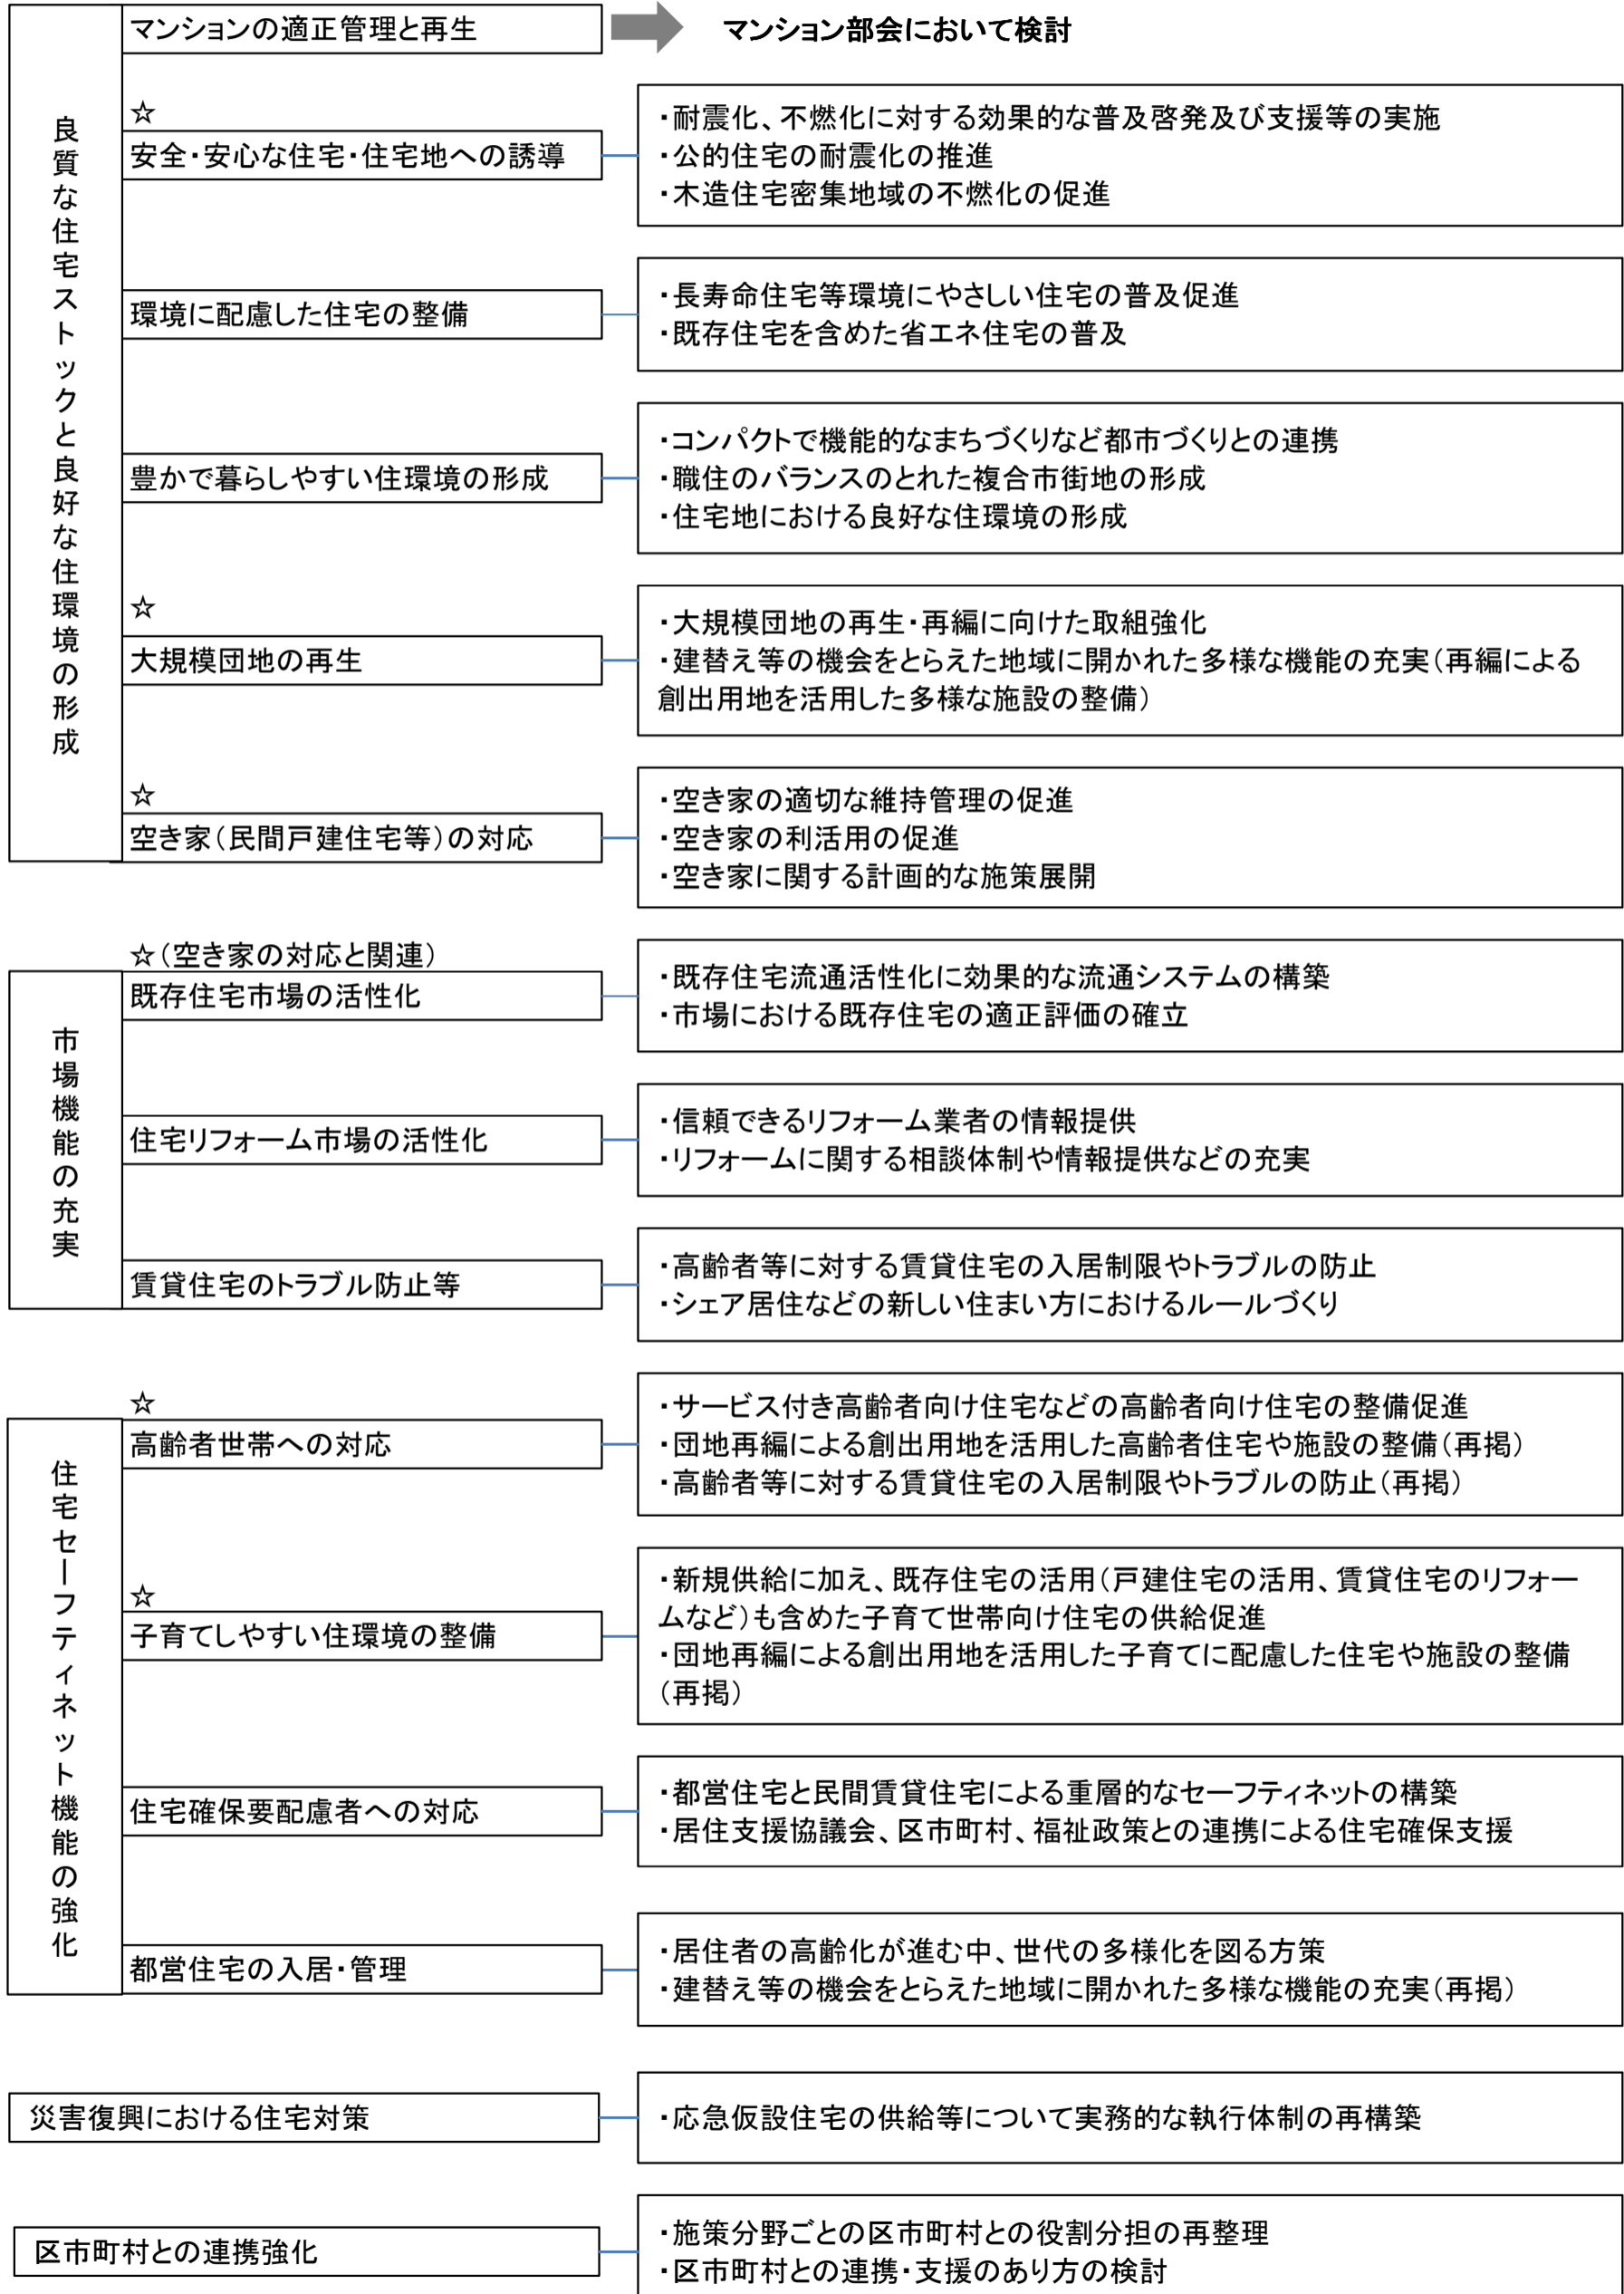 良質な住宅ストックと良好な住環境の形成
マンションの適正管理と再生
マンション部会において検討
☆
安全・安心な住宅・住宅地への誘導
・耐震化、不燃化に対する効果的な普及啓発及び支援等の実施
・公的住宅の耐震化の推進
・木造住宅密集地域の不燃化の促進
環境に配慮した住宅の整備
・長寿命住宅等環境にやさしい住宅の普及促進
・既存住宅を含めた省エネ住宅の普及
豊かで暮らしやすい住環境の形成
・コンパクトで機能的なまちづくりなど都市づくりとの連携
・職住のバランスのとれた複合市街地の形成
・住宅地における良好な住環境の形成
☆
大規模団地の再生
・大規模団地の再生・再編に向けた取組強化
・建替え等の機会をとらえた地域に開かれた多様な機能の充実（再編による
創出用地を活用した多様な施設の整備）
☆
空き家（民間戸建住宅等）の対応
・空き家の適切な維持管理の促進
・空き家の利活用の促進
・空き家に関する計画的な施策展開
市場機能の充実
☆（空き家の対応と関連）
既存住宅市場の活性化
・既存住宅流通活性化に効果的な流通システムの構築
・市場における既存住宅の適正評価の確立
住宅リフォーム市場の活性化
・信頼できるリフォーム業者の情報提供
・リフォームに関する相談体制や情報提供などの充実
賃貸住宅のトラブル防止等
・高齢者等に対する賃貸住宅の入居制限やトラブルの防止
・シェア居住などの新しい住まい方におけるルールづくり
住宅セーフティネット機能の強化
☆
高齢者世帯への対応
・サービス付き高齢者向け住宅などの高齢者向け住宅の整備促進
・団地再編による創出用地を活用した高齢者住宅や施設の整備（再掲）
・高齢者等に対する賃貸住宅の入居制限やトラブルの防止（再掲）
☆
子育てしやすい住環境の整備
・新規供給に加え、既存住宅の活用（戸建住宅の活用、賃貸住宅のリフォー
ムなど）も含めた子育て世帯向け住宅の供給促進
・団地再編による創出用地を活用した子育てに配慮した住宅や施設の整備
（再掲）
住宅確保要配慮者への対応
・都営住宅と民間賃貸住宅による重層的なセーフティネットの構築
・居住支援協議会、区市町村、福祉政策との連携による住宅確保支援
都営住宅の入居・管理
・居住者の高齢化が進む中、世代の多様化を図る方策
・建替え等の機会をとらえた地域に開かれた多様な機能の充実（再掲）
災害復興における住宅対策
・応急仮設住宅の供給等について実務的な執行体制の再構築
区市町村との連携強化
・施策分野ごとの区市町村との役割分担の再整理
・区市町村との連携・支援のあり方の検討